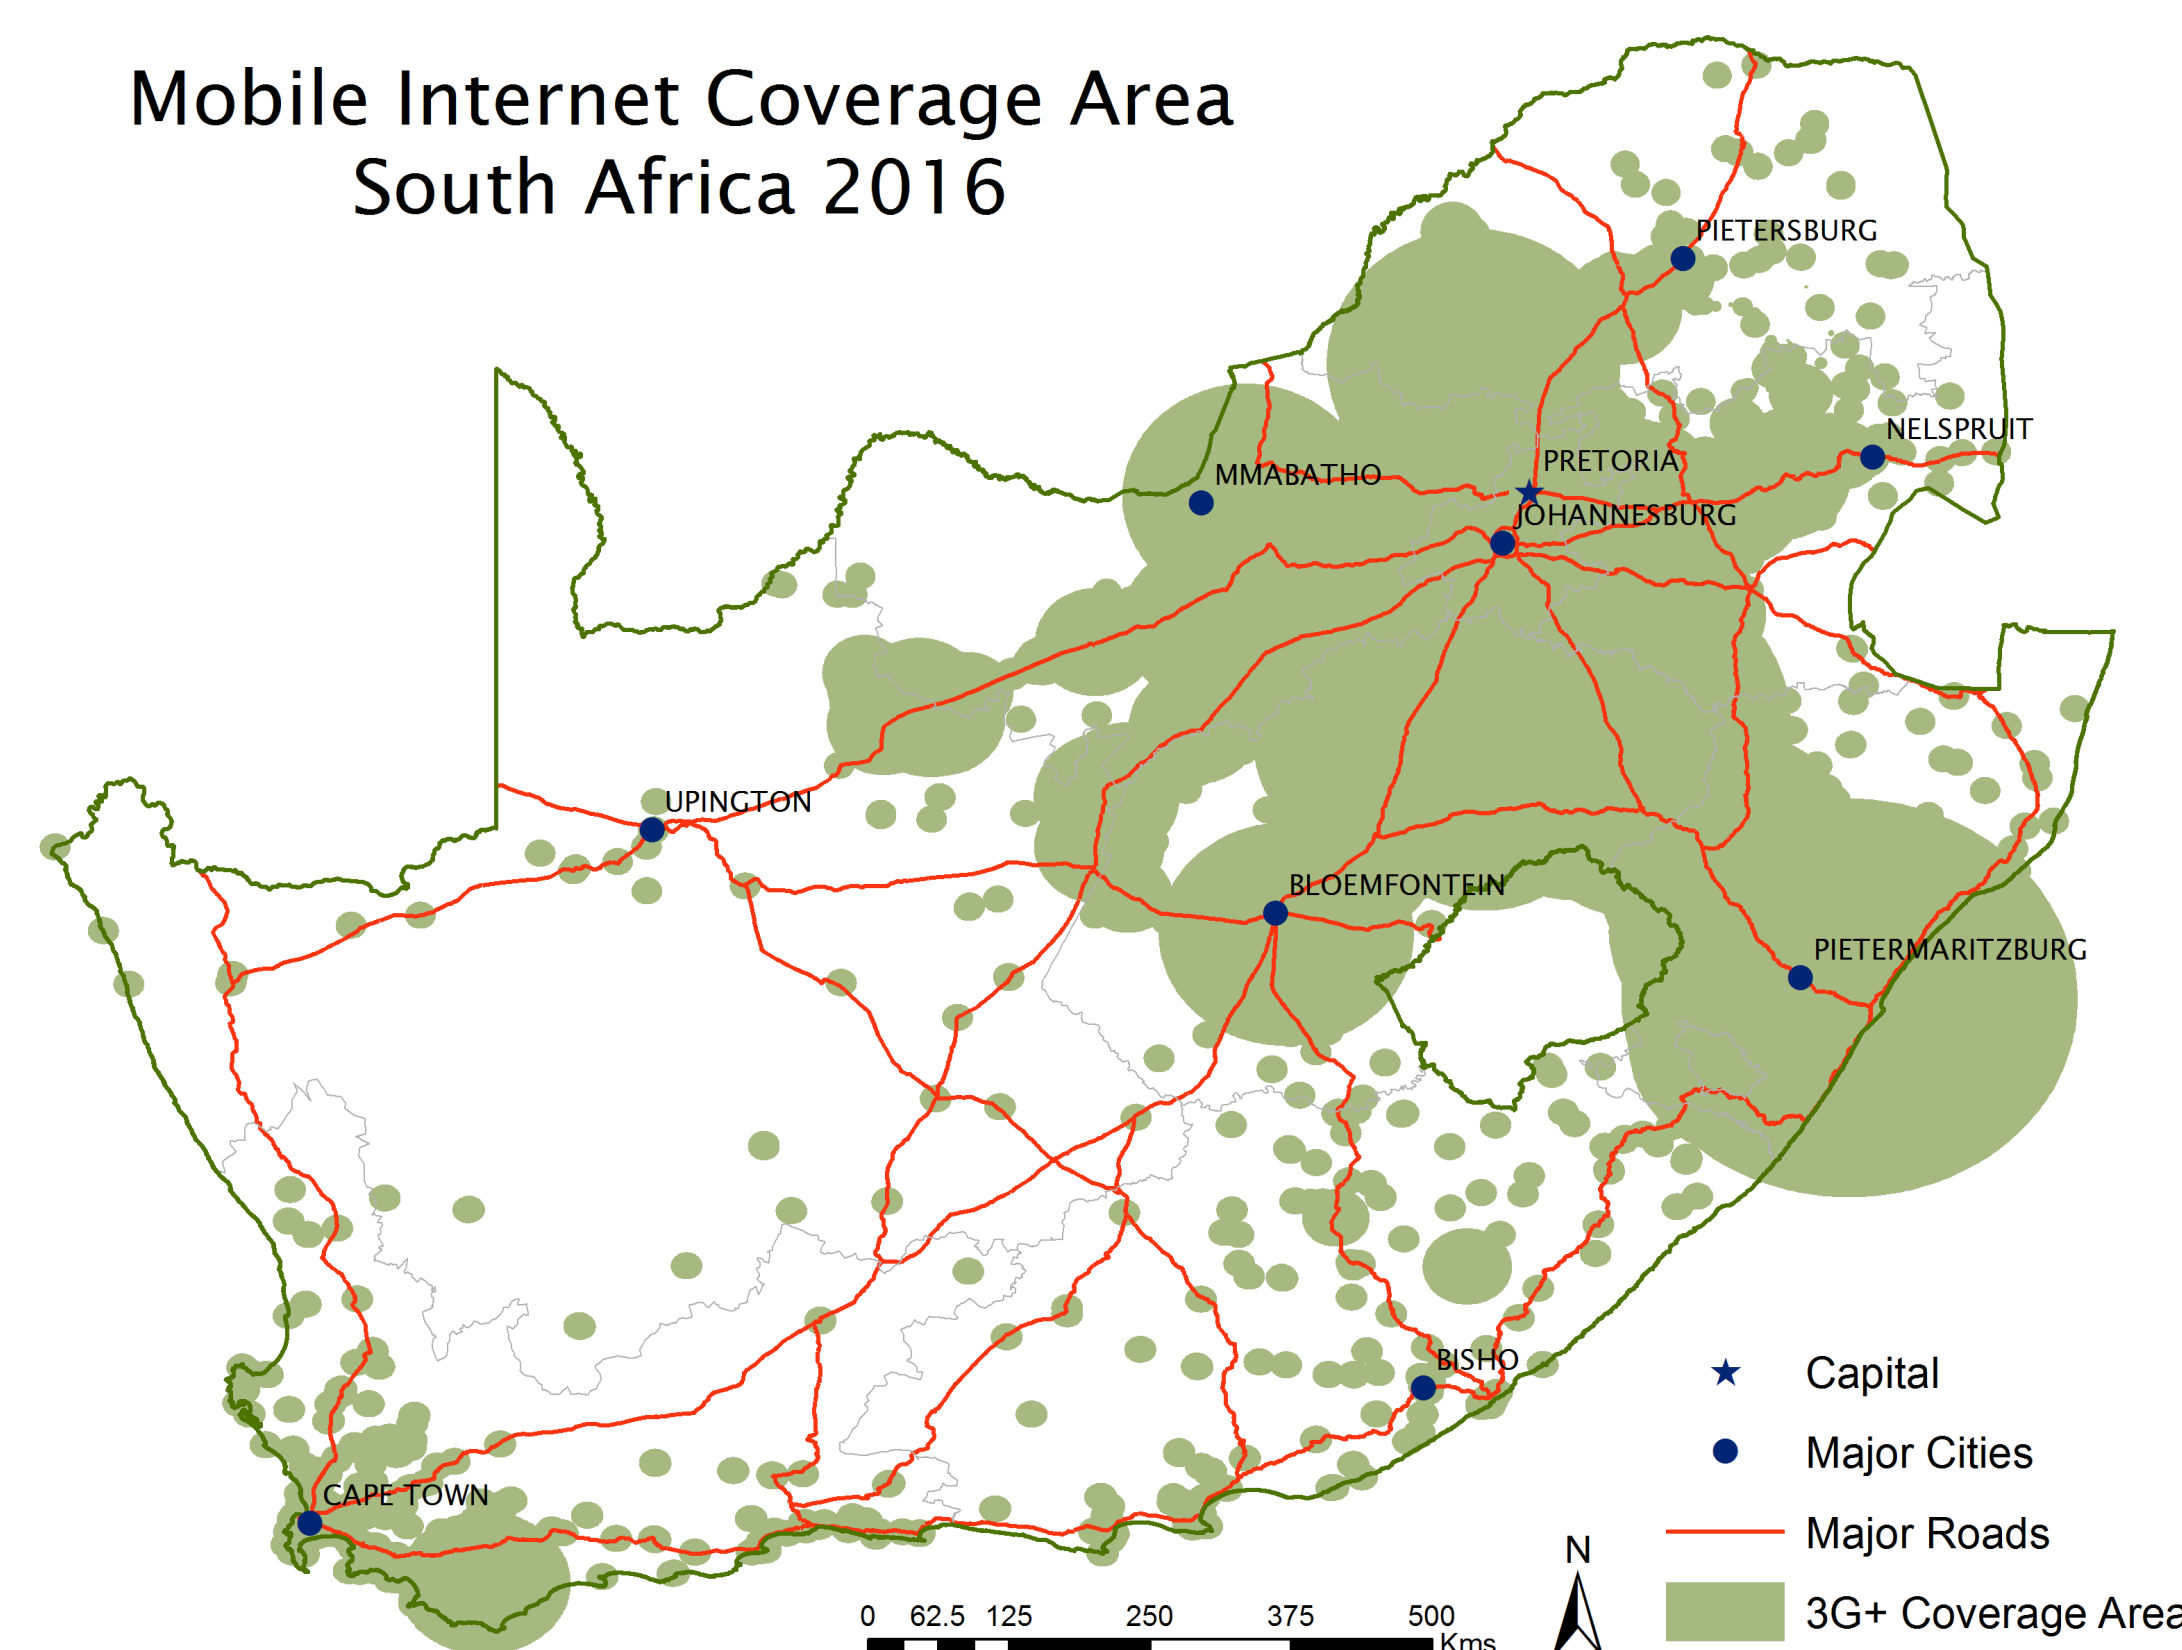 Mobile Internet Coverage Area
South Africa 2016
PIETERSBURG
NELSPRUIT
MMABATHO
PRETORIA
JOHANNESBURG
UPINGTON
BLOEMFONTEIN
PIETERMARITZBURG
BISHO
CAPE TOWN
Capital
Major Cities
Major Roads
3G+ Coverage Area
N
0 62.5 125 250 375 500
Kms